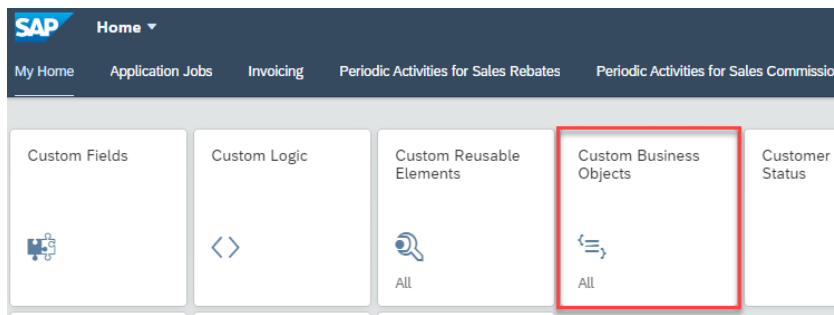 SAP Home
My Home Application Jobs Invoicing Periodic Activities for Sales Rebates Periodic Activities for Sales
Custom Fields
Custom Logic
Custom Reusable
Elements
All
Custom Business
Objects
All
Customer
Status